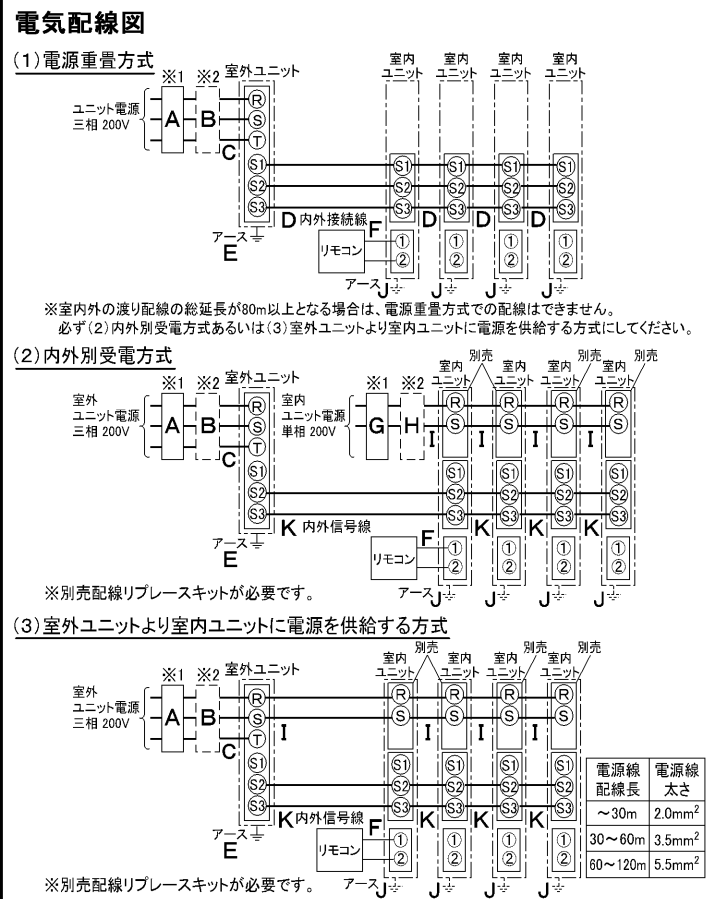 電気配線図
(1)電源重畳方式
※1 ※2 室外ユニット
室内ユニット 室内ユニット 室内ユニット 室内ユニット
ユニット電源
三相 200V
A B C
R
S
T
S1 S1 S1 S1 S1
S2 S2 S2 S2 S2
S3 S3 S3 S3 S3
D 内外接続線 D D D
アース
E
F
リモコン
① ① ① ①
② ② ② ②
アース J J J J
※室内外の渡り配線の総延長が80m以上となる場合は、電源重畳方式での配線はできません。
必ず(2)内外別受電方式あるいは(3)室外ユニットより室内ユニットに電源を供給する方式にしてください。
(2)内外別受電方式
※1 ※2 室外ユニット
※1 ※2
室内ユニット 別売 室内ユニット 室内ユニット 別売 室内ユニット 別売
室外
ユニット電源
三相 200V
A B C
室内
ユニット電源
単相 200V
G H
R R R R R
S S S S S
T
I I I I
S1 S1 S1 S1 S1
S2 S2 S2 S2 S2
S3 S3 S3 S3 S3
K 内外信号線 K K K
アース
E
F
リモコン
① ① ① ①
② ② ② ②
アース J J J J
※別売配線リプレースキットが必要です。
(3)室外ユニットより室内ユニットに電源を供給する方式
※1 ※2 室外ユニット
室内ユニット 別売 室内ユニット 室内ユニット 別売 室内ユニット 別売
室外
ユニット電源
三相 200V
A B C
R R R R R
S S S S S
T
I I I I
S1 S1 S1 S1 S1
S2 S2 S2 S2 S2
S3 S3 S3 S3 S3
K 内外信号線 K K K
アース
E
F
リモコン
① ① ① ①
② ② ② ②
アース J J J J
※別売配線リプレースキットが必要です。
電源線配線長 電源線太さ
～30m 2.0mm²
30～60m 3.5mm²
60～120m 5.5mm²